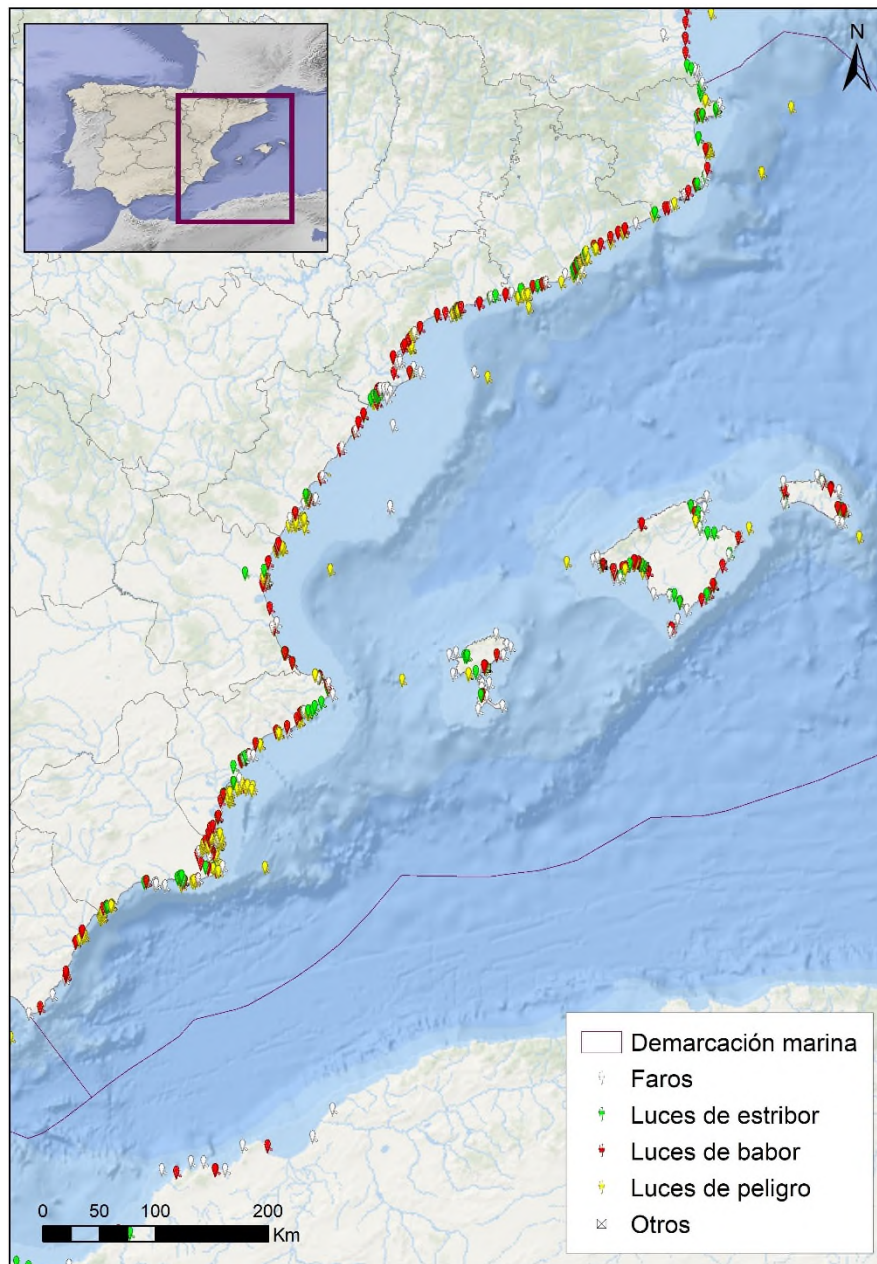 N
Demarcación marina
Faros
Luces de estribor
Luces de babor
Luces de peligro
Otros
0 50 100 200
Km